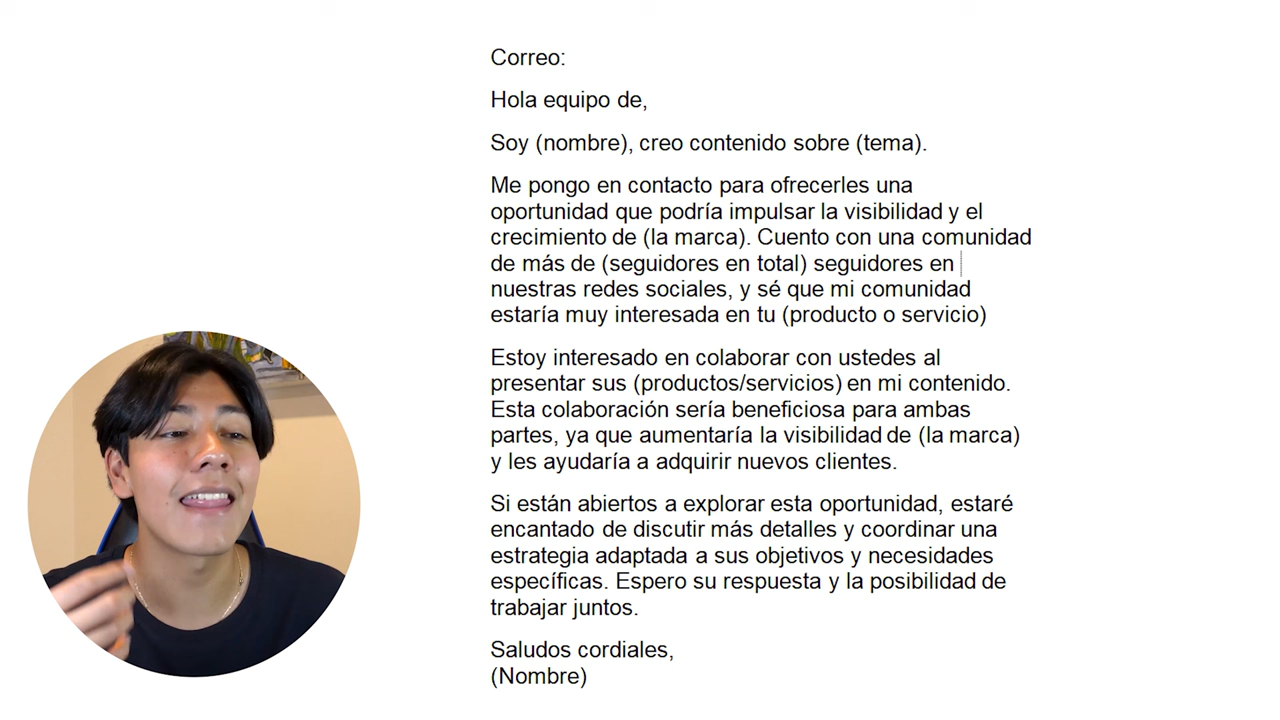 Correo:
Hola equipo de,
Soy (nombre), creo contenido sobre (tema).
Me pongo en contacto para ofrecerles una
oportunidad que podría impulsar la visibilidad y el
crecimiento de (la marca). Cuento con una comunidad
de más de (seguidores en total) seguidores en
nuestras redes sociales, y sé que mi comunidad
estaría muy interesada en tu (producto o servicio)
Estoy interesado en colaborar con ustedes al
presentar sus (productos/servicios) en mi contenido.
Esta colaboración sería beneficiosa para ambas
partes, ya que aumentaría la visibilidad de (la marca)
y les ayudaría a adquirir nuevos clientes.
Si están abiertos a explorar esta oportunidad, estaré
encantado de discutir más detalles y coordinar una
estrategia adaptada a sus objetivos y necesidades
específicas. Espero su respuesta y la posibilidad de
trabajar juntos.
Saludos cordiales,
(Nombre)